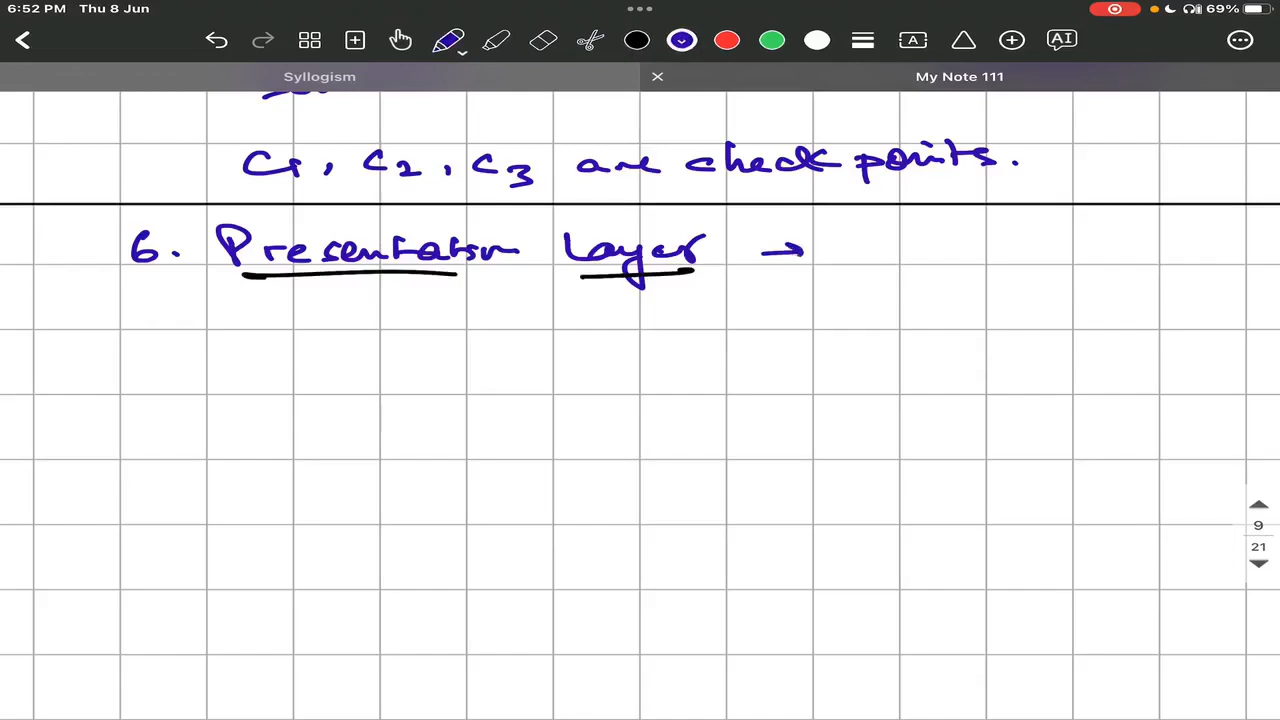 6:52 PM Thu 8 Jun 69%
A AI
Syllogism My Note 111
C1, C2, C3 are check points.
6. Presentation Layer →
9
21